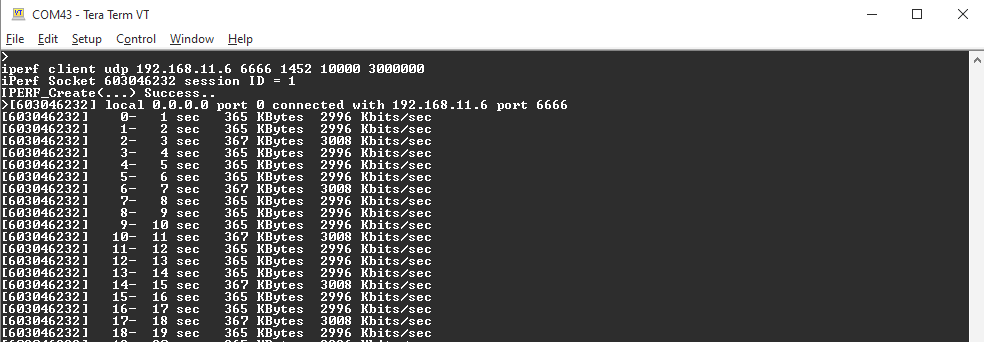 COM43 - Tera Term VT
File Edit Setup Control Window Help
>
iperf client udp 192.168.11.6 6666 1452 10000 3000000
iPerf Socket 603046232 session ID = 1
IPERF_Create(...) Success..
>[603046232] local 0.0.0.0 port 0 connected with 192.168.11.6 port 6666
[603046232] 0- 1 sec 365 KBytes 2996 Kbits/sec
[603046232] 1- 2 sec 365 KBytes 2996 Kbits/sec
[603046232] 2- 3 sec 367 KBytes 3008 Kbits/sec
[603046232] 3- 4 sec 365 KBytes 2996 Kbits/sec
[603046232] 4- 5 sec 365 KBytes 2996 Kbits/sec
[603046232] 5- 6 sec 365 KBytes 2996 Kbits/sec
[603046232] 6- 7 sec 367 KBytes 3008 Kbits/sec
[603046232] 7- 8 sec 365 KBytes 2996 Kbits/sec
[603046232] 8- 9 sec 365 KBytes 2996 Kbits/sec
[603046232] 9- 10 sec 365 KBytes 2996 Kbits/sec
[603046232] 10- 11 sec 367 KBytes 3008 Kbits/sec
[603046232] 11- 12 sec 365 KBytes 2996 Kbits/sec
[603046232] 12- 13 sec 365 KBytes 2996 Kbits/sec
[603046232] 13- 14 sec 365 KBytes 2996 Kbits/sec
[603046232] 14- 15 sec 367 KBytes 3008 Kbits/sec
[603046232] 15- 16 sec 365 KBytes 2996 Kbits/sec
[603046232] 16- 17 sec 365 KBytes 2996 Kbits/sec
[603046232] 17- 18 sec 367 KBytes 3008 Kbits/sec
[603046232] 18- 19 sec 365 KBytes 2996 Kbits/sec